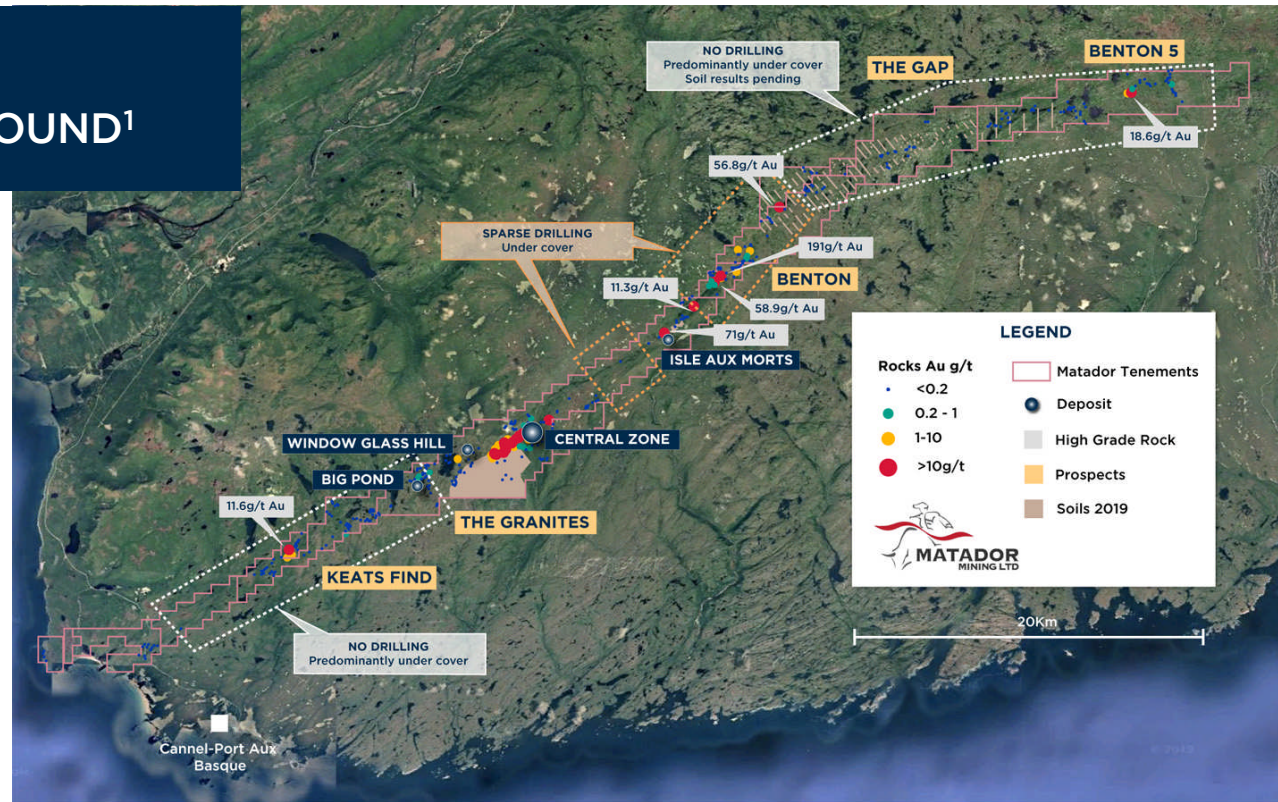 OUND¹
NO DRILLING
Predominantly under cover
Soil results pending
THE GAP
BENTON 5
18.6g/t Au
56.8g/t Au
SPARSE DRILLING
Under cover
191g/t Au
BENTON
11.3g/t Au
58.9g/t Au
71g/t Au
ISLE AUX MORTS
WINDOW GLASS HILL
CENTRAL ZONE
BIG POND
11.6g/t Au
THE GRANITES
KEATS FIND
NO DRILLING
Predominantly under cover
Cannel-Port Aux
Basque
LEGEND
Rocks Au g/t
<0.2
0.2 - 1
1-10
>10g/t
Matador Tenements
Deposit
High Grade Rock
Prospects
Soils 2019
MATADOR
MINING LTD
20Km
© 2019